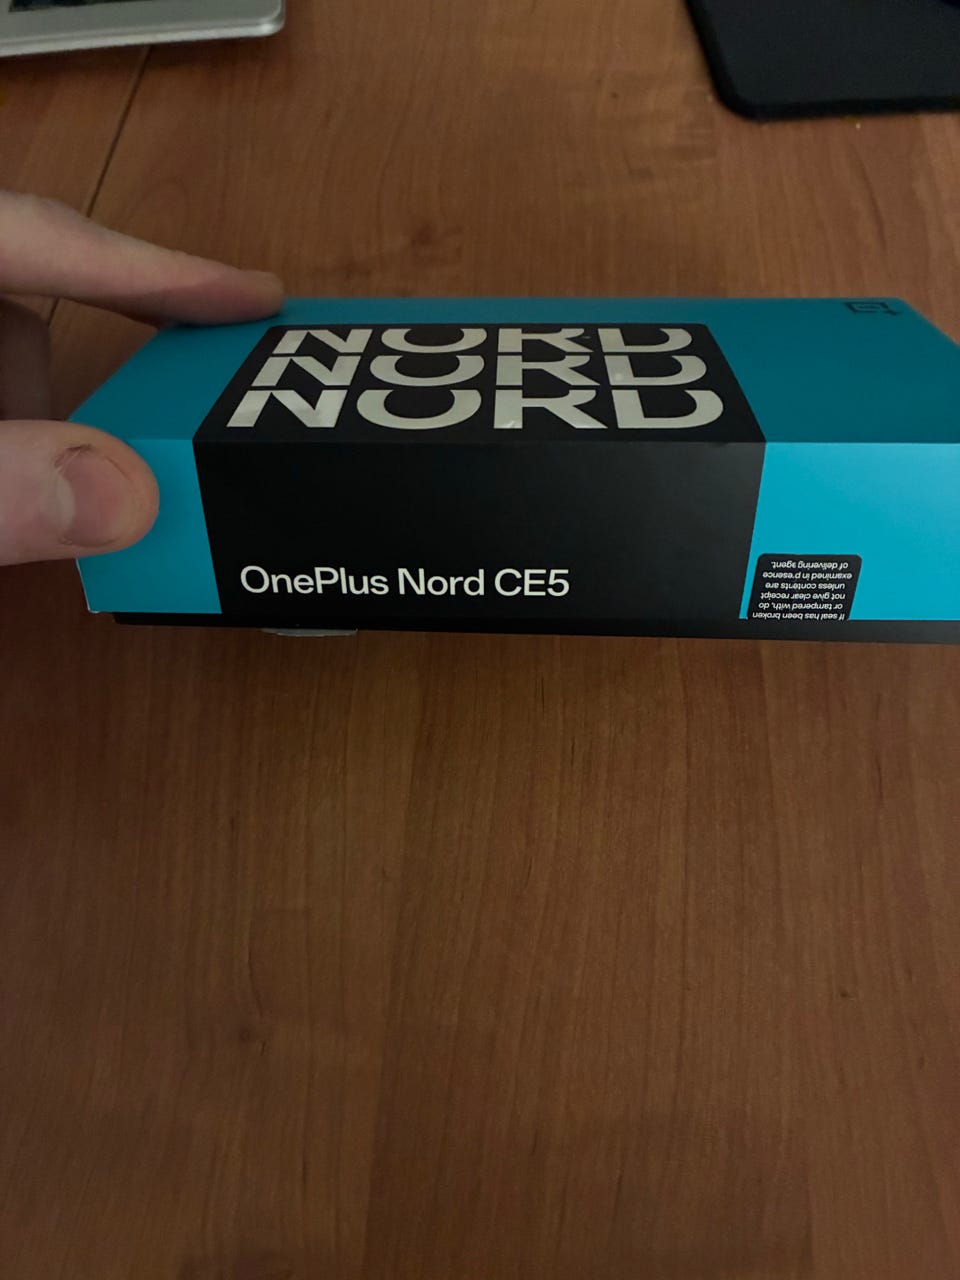 NORD
NORD
NORD
OnePlus Nord CE5
If seal has been broken
or tampered with, do
not give clear receipt
unless contents are
examined in presence
of delivering agent.